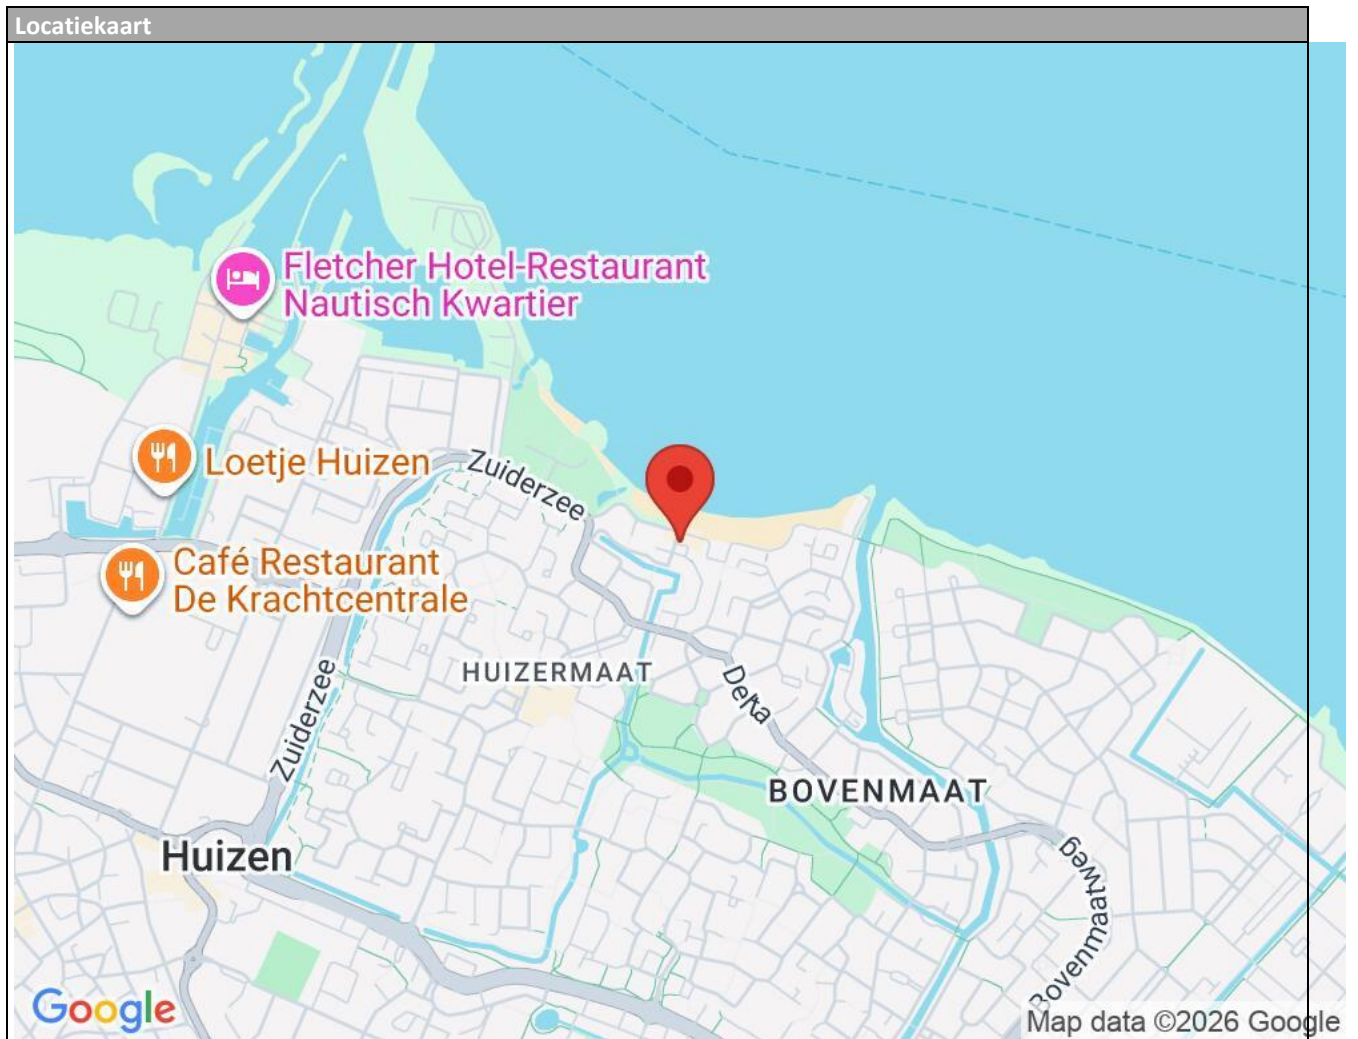 Locatiekaart
Fletcher Hotel-Restaurant
Nautisch Kwartier
Loetje Huizen
Zuiderzee
Café Restaurant
De Krachtcentrale
HUIZERMAAT
Zuiderzee
Delta
BOVENMAAT
Huizen
Bovenmaatweg
Google
Map data ©2026 Google